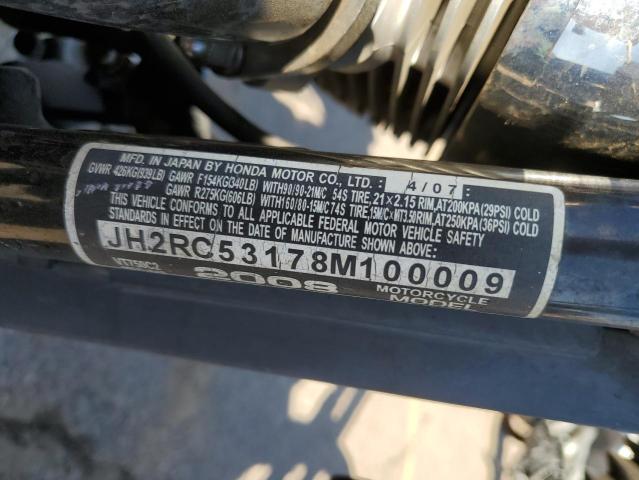 MFD. IN JAPAN BY HONDA MOTOR CO., LTD. : 4/07 :
GVWR 426KG(939LB) GAWR F154KG(340LB) WITH90/90-21M/C 54S TIRE, 21×2.15 RIM, AT200KPA(29PSI) COLD
GAWR R275KG(606LB) WITH160/80-15M/C74S TIRE,15M/C×MT3.50RIM,AT250KPA(36PSI) COLD
THIS VEHICLE CONFORMS TO ALL APPLICABLE FEDERAL MOTOR VEHICLE SAFETY
STANDARDS IN EFFECT ON THE DATE OF MANUFACTURE SHOWN ABOVE.
JH2RC53178M100009
VT750C2 2008 MOTORCYCLE
MODEL